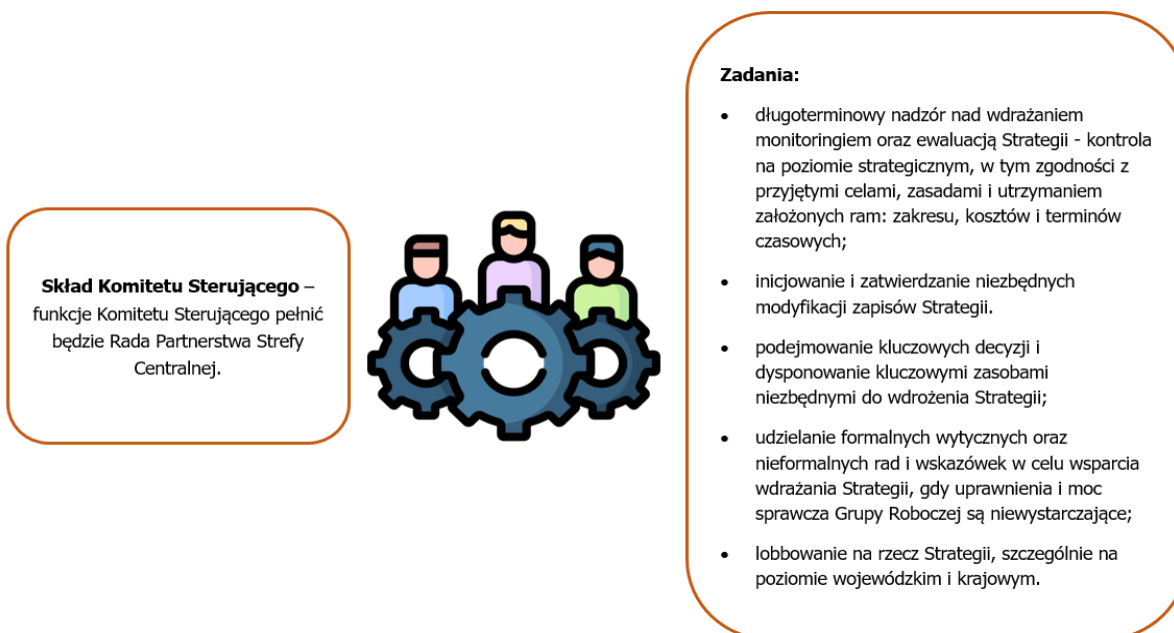 Skład Komitetu Sterującego –
funkcje Komitetu Sterującego pełnić
będzie Rada Partnerstwa Strefy
Centralnej.
Zadania:
• długoterminowy nadzór nad wdrażaniem
monitoringiem oraz ewaluacją Strategii - kontrola
na poziomie strategicznym, w tym zgodności z
przyjętymi celami, zasadami i utrzymaniem
założonych ram: zakresu, kosztów i terminów
czasowych;
• inicjowanie i zatwierdzanie niezbędnych
modyfikacji zapisów Strategii.
• podejmowanie kluczowych decyzji i
dysponowanie kluczowymi zasobami
niezbędnymi do wdrożenia Strategii;
• udzielanie formalnych wytycznych oraz
nieformalnych rad i wskazówek w celu wsparcia
wdrażania Strategii, gdy uprawnienia i moc
sprawcza Grupy Roboczej są niewystarczające;
• lobbowanie na rzecz Strategii, szczególnie na
poziomie wojewódzkim i krajowym.